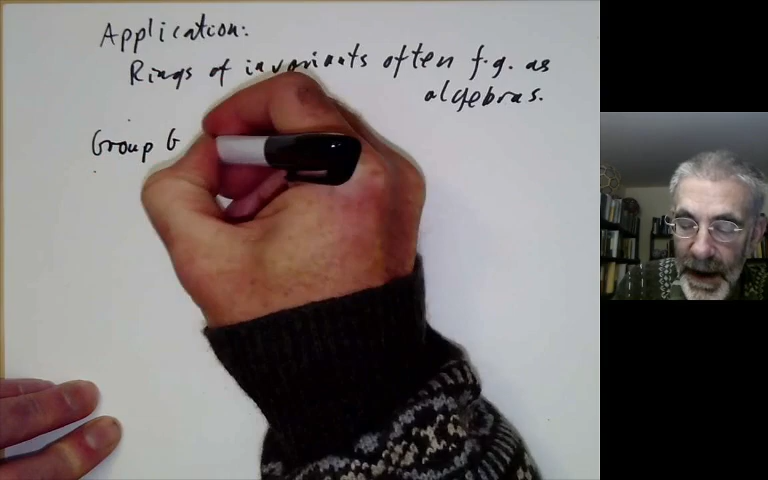 Application:
Rings of invariants often f.g. as
algebras.
Group G